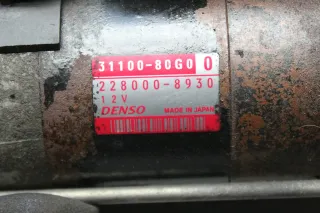 31100-80G0 0
228000-8930
12V
DENSO MADE IN JAPAN